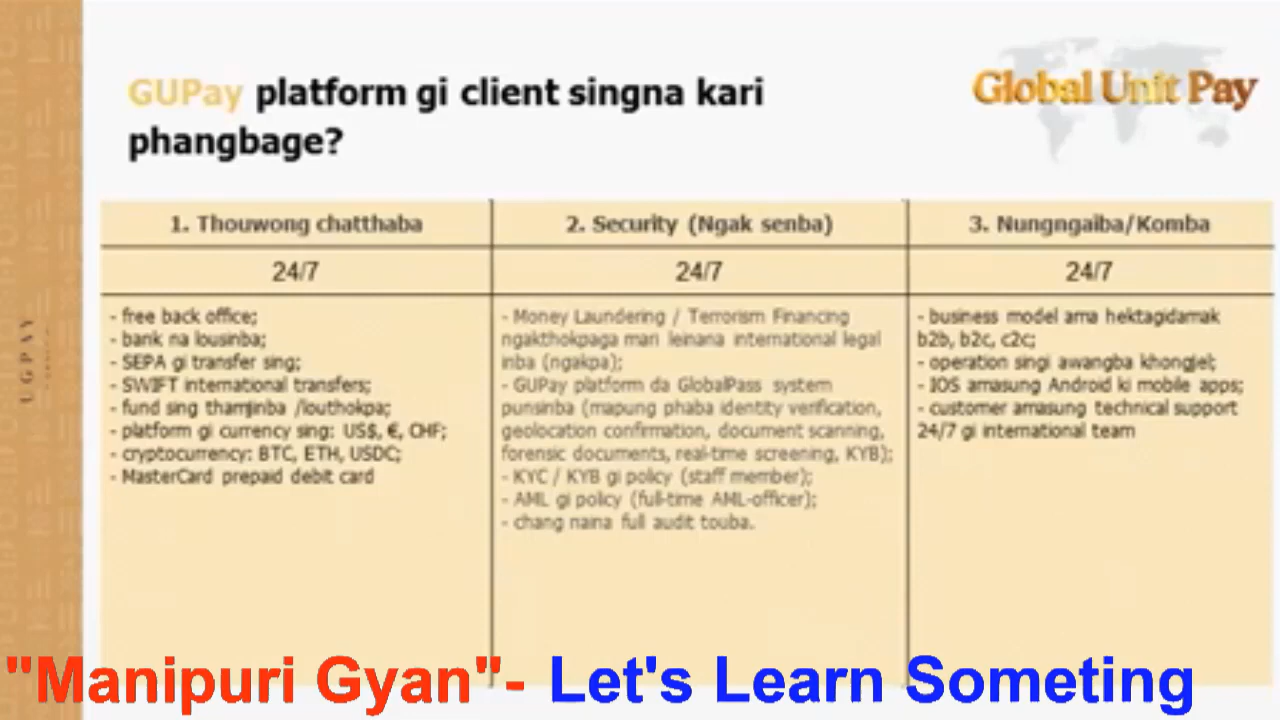 GUPay platform gi client singna kari
phangbage?
Global Unit Pay
1. Thouwong chatthaba
2. Security (Ngak senba)
3. Nungngaiba/Komba
24/7
24/7
24/7
- free back office;
- bank na lousinba;
- SEPA gi transfer sing;
- SWIFT international transfers;
- fund sing thamjinba /louthokpa;
- platform gi currency sing: US$, €, CHF;
- cryptocurrency: BTC, ETH, USDC;
- MasterCard prepaid debit card
- Money Laundering / Terrorism Financing
ngakthokpaga mari leinana international legal
inba (ngakpa);
- GUPay platform da GlobalPass system
punsinba (mapung phaba identity verification,
geolocation confirmation, document scanning,
forensic documents, real-time screening, KYB);
- KYC / KYB gi policy (staff member);
- AML gi policy (full-time AML-officer);
- chang naina full audit touba.
- business model ama hektagidamak
b2b, b2c, c2c;
- operation singi awangba khongjel;
- IOS amasung Android ki mobile apps;
- customer amasung technical support
24/7 gi international team
UGPAY
"Manipuri Gyan"- Let's Learn Someting